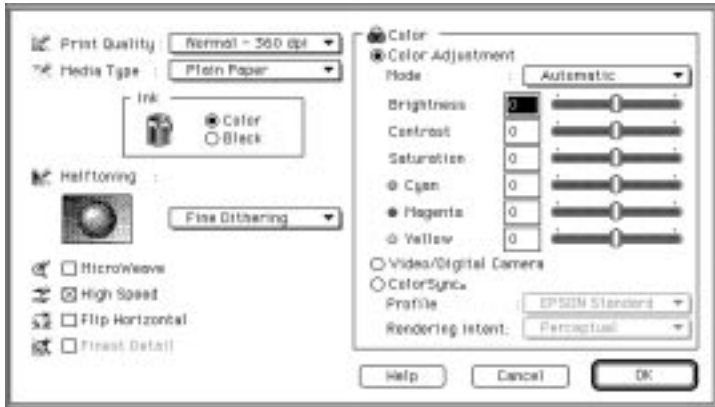 Print Quality : Normal - 360 dpi
Media Type : Plain Paper
Ink
Color
Black
Halftoning :
Fine Dithering
MicroWeave
High Speed
Flip Horizontal
Finest Detail
Color
Color Adjustment
Mode : Automatic
Brightness 0
Contrast 0
Saturation 0
Cyan 0
Magenta 0
Yellow 0
Video/Digital Camera
ColorSync™
Profile : EPSON Standard
Rendering Intent: Perceptual
Help
Cancel
OK